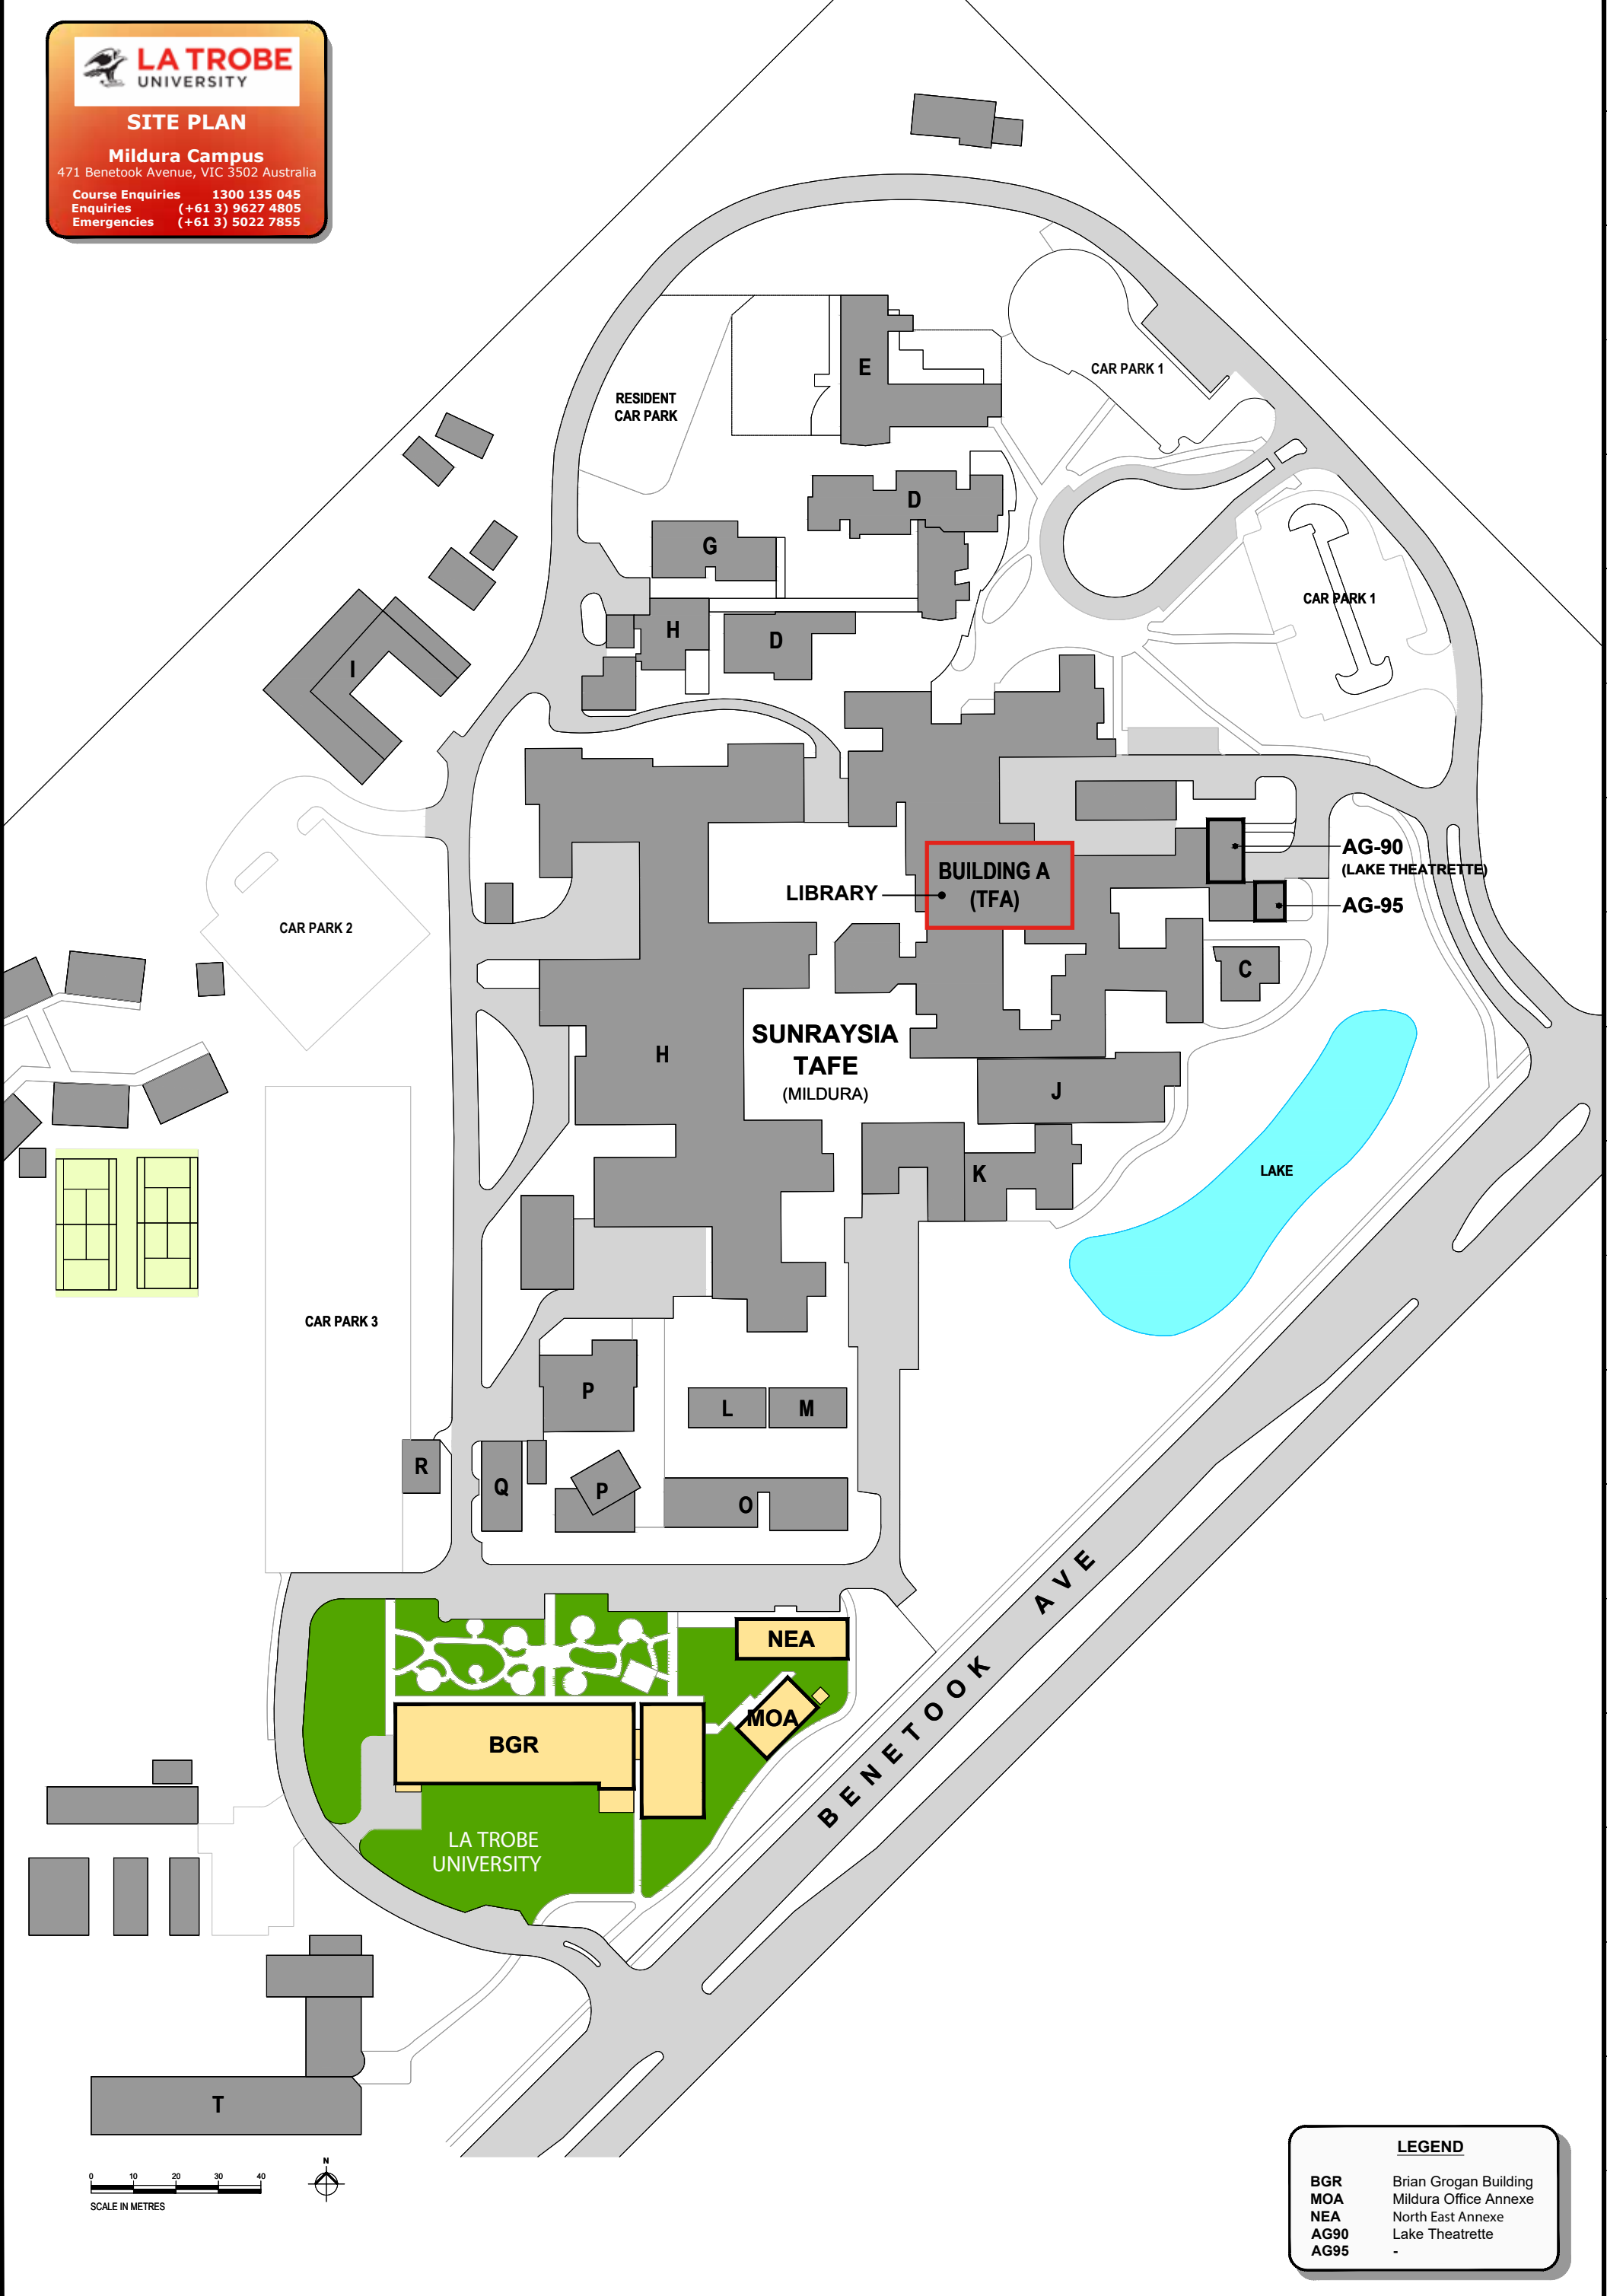 LA TROBE
UNIVERSITY
SITE PLAN
Mildura Campus
471 Benetook Avenue, VIC 3502 Australia
Course Enquiries 1300 135 045
Enquiries (+61 3) 9627 4805
Emergencies (+61 3) 5022 7855
E
CAR PARK 1
RESIDENT
CAR PARK
D
G
CAR PARK 1
H
D
I
AG-90
(LAKE THEATRETTE)
BUILDING A
(TFA)
LIBRARY
AG-95
CAR PARK 2
C
SUNRAYSIA
TAFE
(MILDURA)
H
J
K
LAKE
CAR PARK 3
P
L
M
R
Q
P
O
BENETOOK AVE
NEA
MOA
BGR
LA TROBE
UNIVERSITY
T
N
0 10 20 30 40
SCALE IN METRES
LEGEND
BGR Brian Grogan Building
MOA Mildura Office Annexe
NEA North East Annexe
AG90 Lake Theatrette
AG95 -